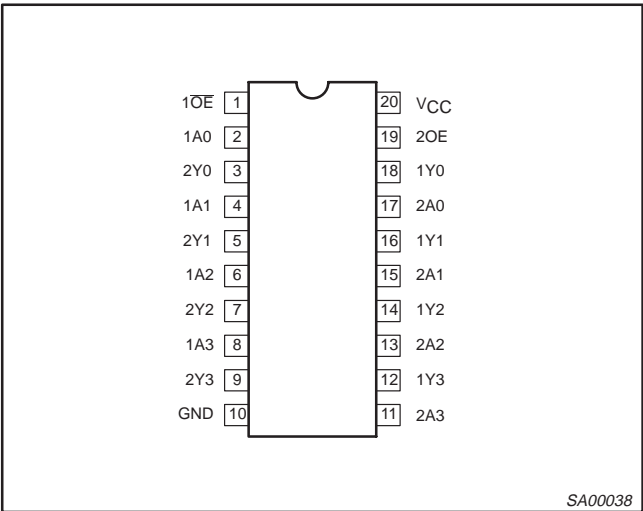 1O̅E̅ 1 20 VCC
1A0 2 19 2OE
2Y0 3 18 1Y0
1A1 4 17 2A0
2Y1 5 16 1Y1
1A2 6 15 2A1
2Y2 7 14 1Y2
1A3 8 13 2A2
2Y3 9 12 1Y3
GND 10 11 2A3
SA00038